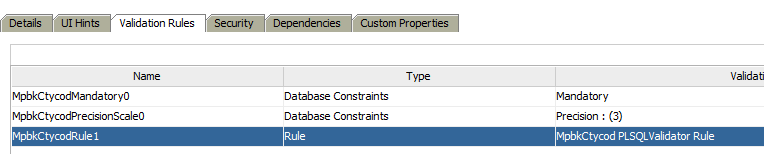 Details UI Hints Validation Rules Security Dependencies Custom Properties
Name Type Validati
MpbkCtycodMandatory0 Database Constraints Mandatory
MpbkCtycodPrecisionScale0 Database Constraints Precision : (3)
MpbkCtycodRule1 Rule MpbkCtycod PLSQLValidator Rule